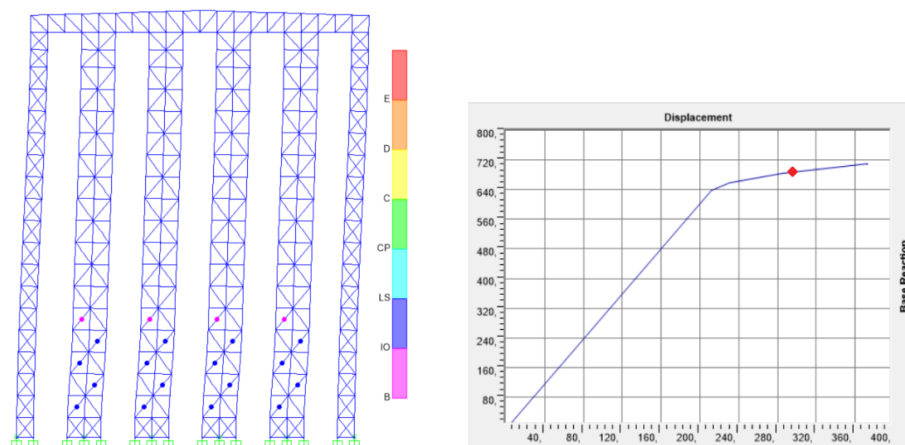 E
D
C
CP
LS
IO
B
Displacement
800,
720,
640,
560,
480,
400,
320,
240,
160,
80,
40, 80, 120, 160, 200, 240, 280, 320, 360, 400,
Base Reaction